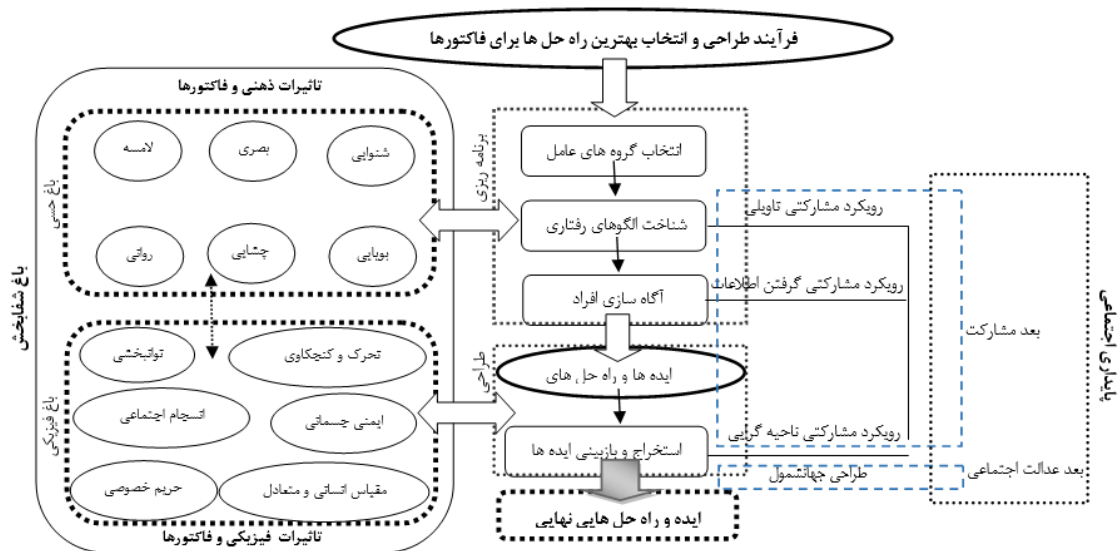 فرآیند طراحی و انتخاب بهترین راه حل ها برای فاکتورها
برنامه ریزی
انتخاب گروه های عامل
شناخت الگوهای رفتاری
آگاه سازی افراد
طراحی
ایده ها و راه حل های
استخراج و بازبینی ایده ها
ایده و راه حل هایی نهایی
پایداری اجتماعی
بعد مشارکت
بعد عدالت اجتماعی
رویکرد مشارکتی تاویلی
رویکرد مشارکتی گرفتن اطلاعات
رویکرد مشارکتی ناحیه گرایی
طراحی جهانشمول
باغ شفابخش
تاثیرات ذهنی و فاکتورها
باغ حسی
شنوایی
بصری
لامسه
بویایی
چشایی
روانی
باغ فیزیکی
تحرک و کنجکاوی
توانبخشی
ایمنی جسمانی
انسجام اجتماعی
مقیاس انسانی و متعادل
حریم خصوصی
تاثیرات فیزیکی و فاکتورها